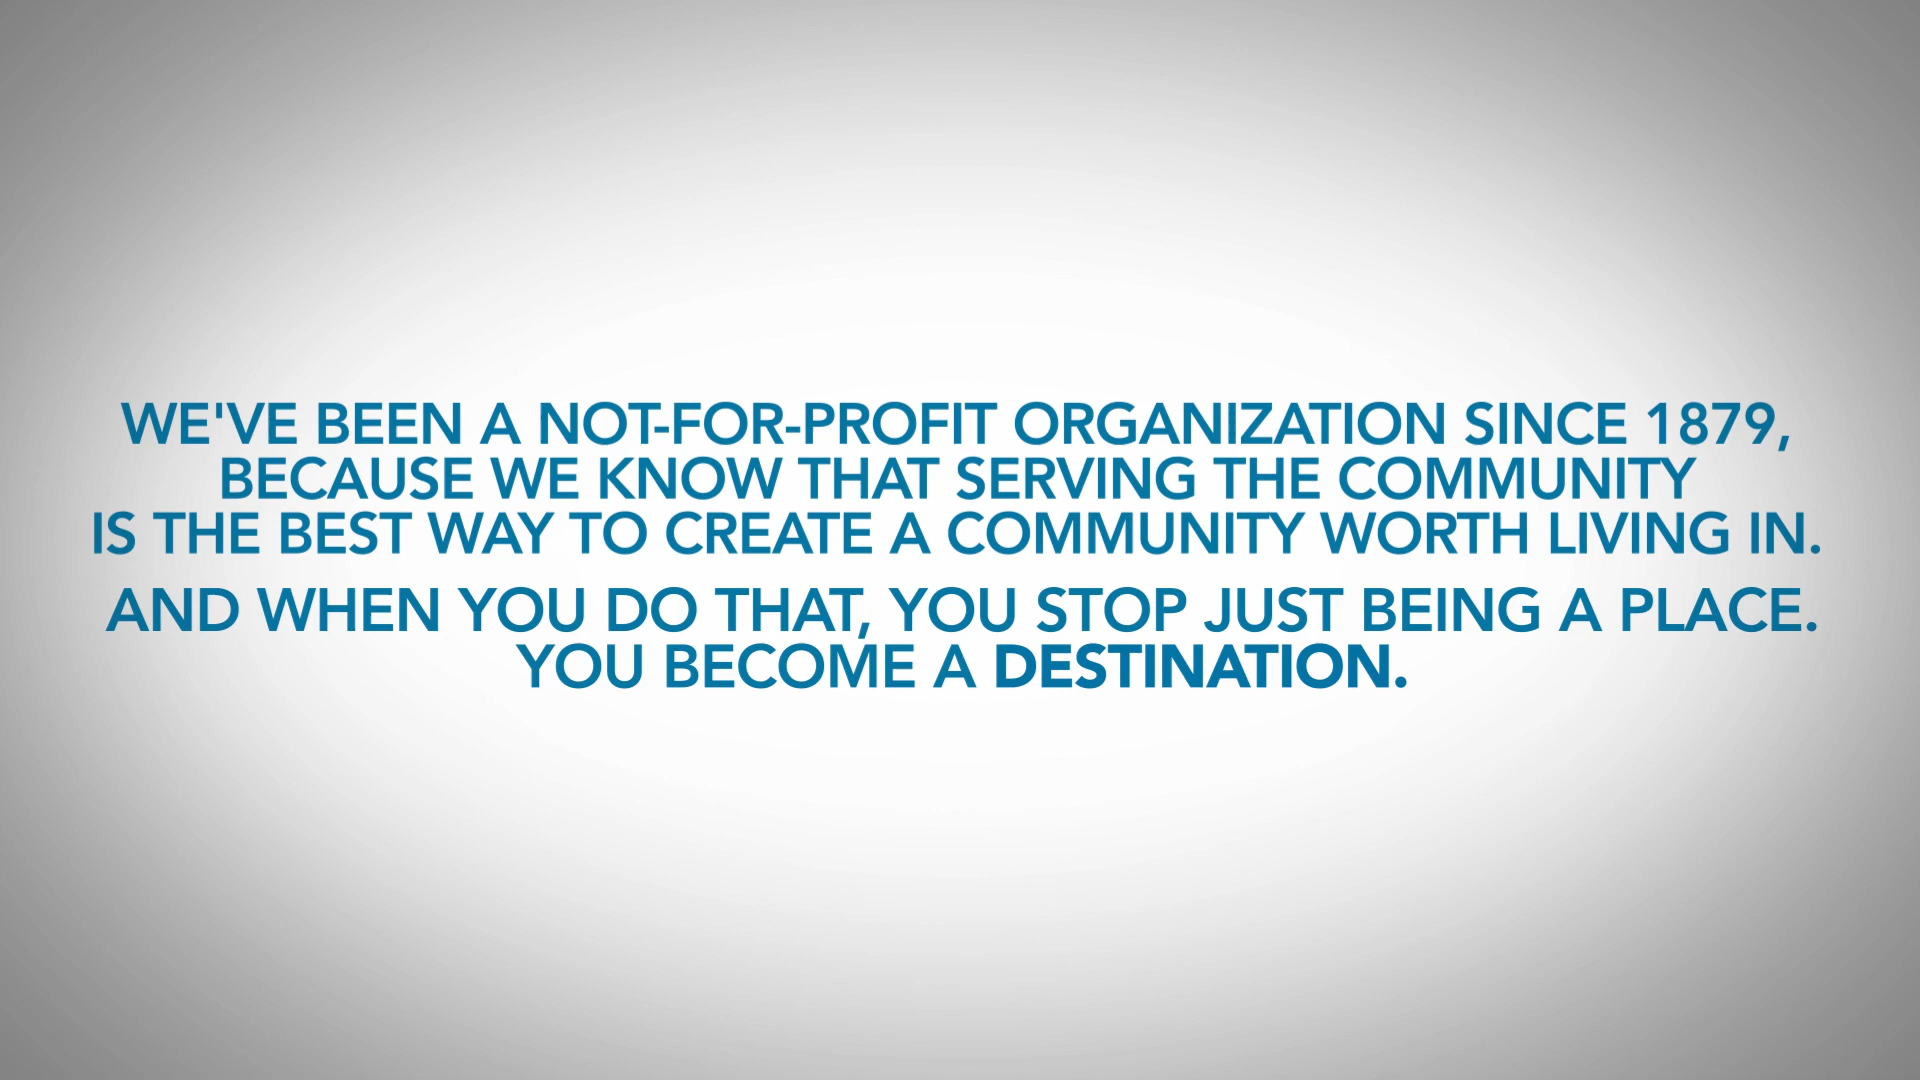 WE'VE BEEN A NOT-FOR-PROFIT ORGANIZATION SINCE 1879,
BECAUSE WE KNOW THAT SERVING THE COMMUNITY
IS THE BEST WAY TO CREATE A COMMUNITY WORTH LIVING IN.
AND WHEN YOU DO THAT, YOU STOP JUST BEING A PLACE.
YOU BECOME A DESTINATION.